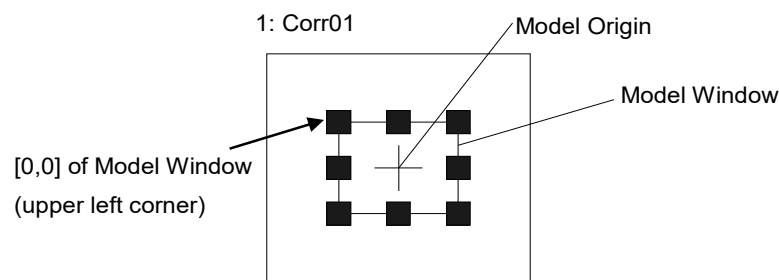 1: Corr01
Model Origin
Model Window
[0,0] of Model Window
(upper left corner)